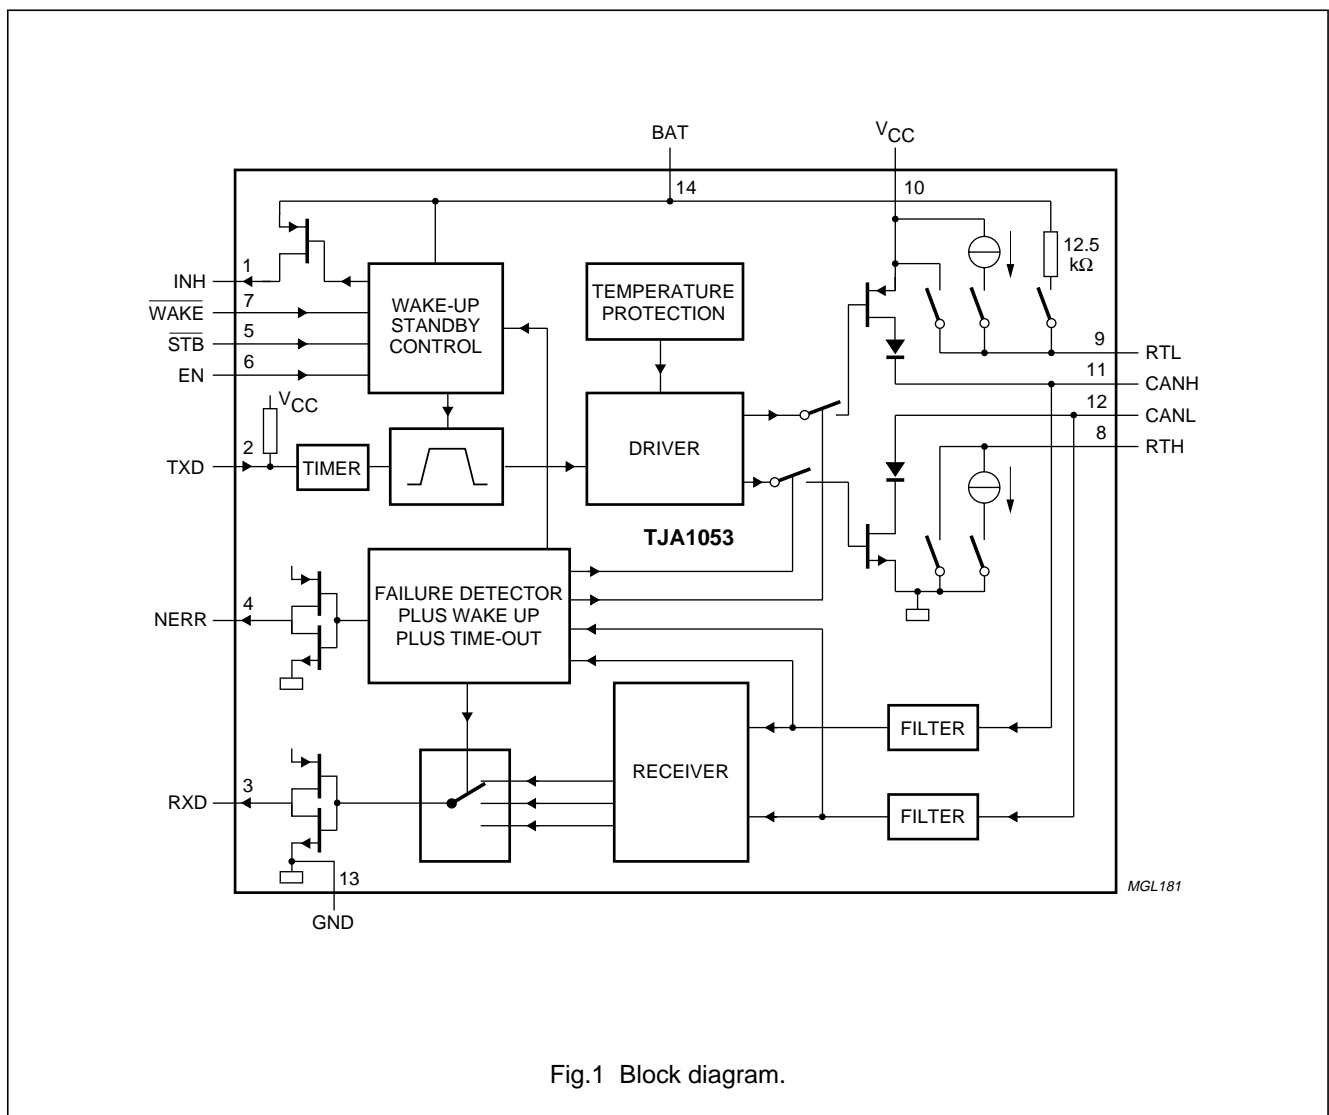 BAT
VCC
14
10
1
INH
12.5
kΩ
7
WAKE
WAKE-UP
STANDBY
CONTROL
TEMPERATURE
PROTECTION
5
STB
9
RTL
6
EN
11
CANH
VCC
12
CANL
2
TXD
TIMER
DRIVER
8
RTH
TJA1053
4
NERR
FAILURE DETECTOR
PLUS WAKE UP
PLUS TIME-OUT
FILTER
RECEIVER
3
RXD
FILTER
13
GND
MGL181
Fig.1 Block diagram.